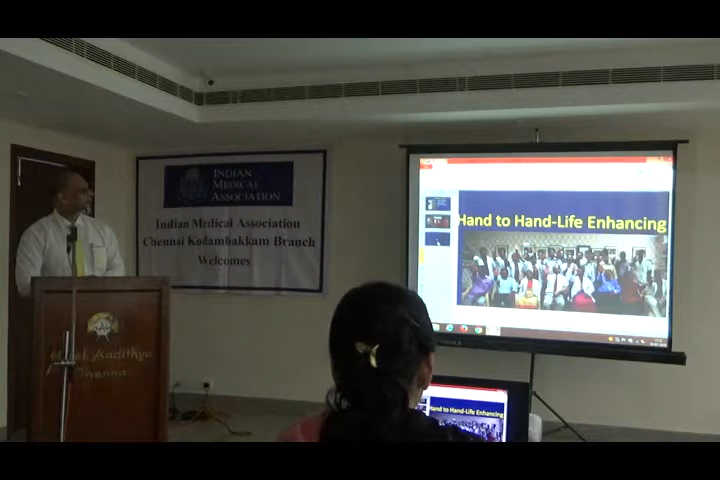 INDIAN
MEDICAL
ASSOCIATION
Indian Medical Association
Chennai Kodambakkam Branch
Welcomes
Hand to Hand-Life Enhancing
Aadithya
Chennai
Hand to Hand-Life Enhancing